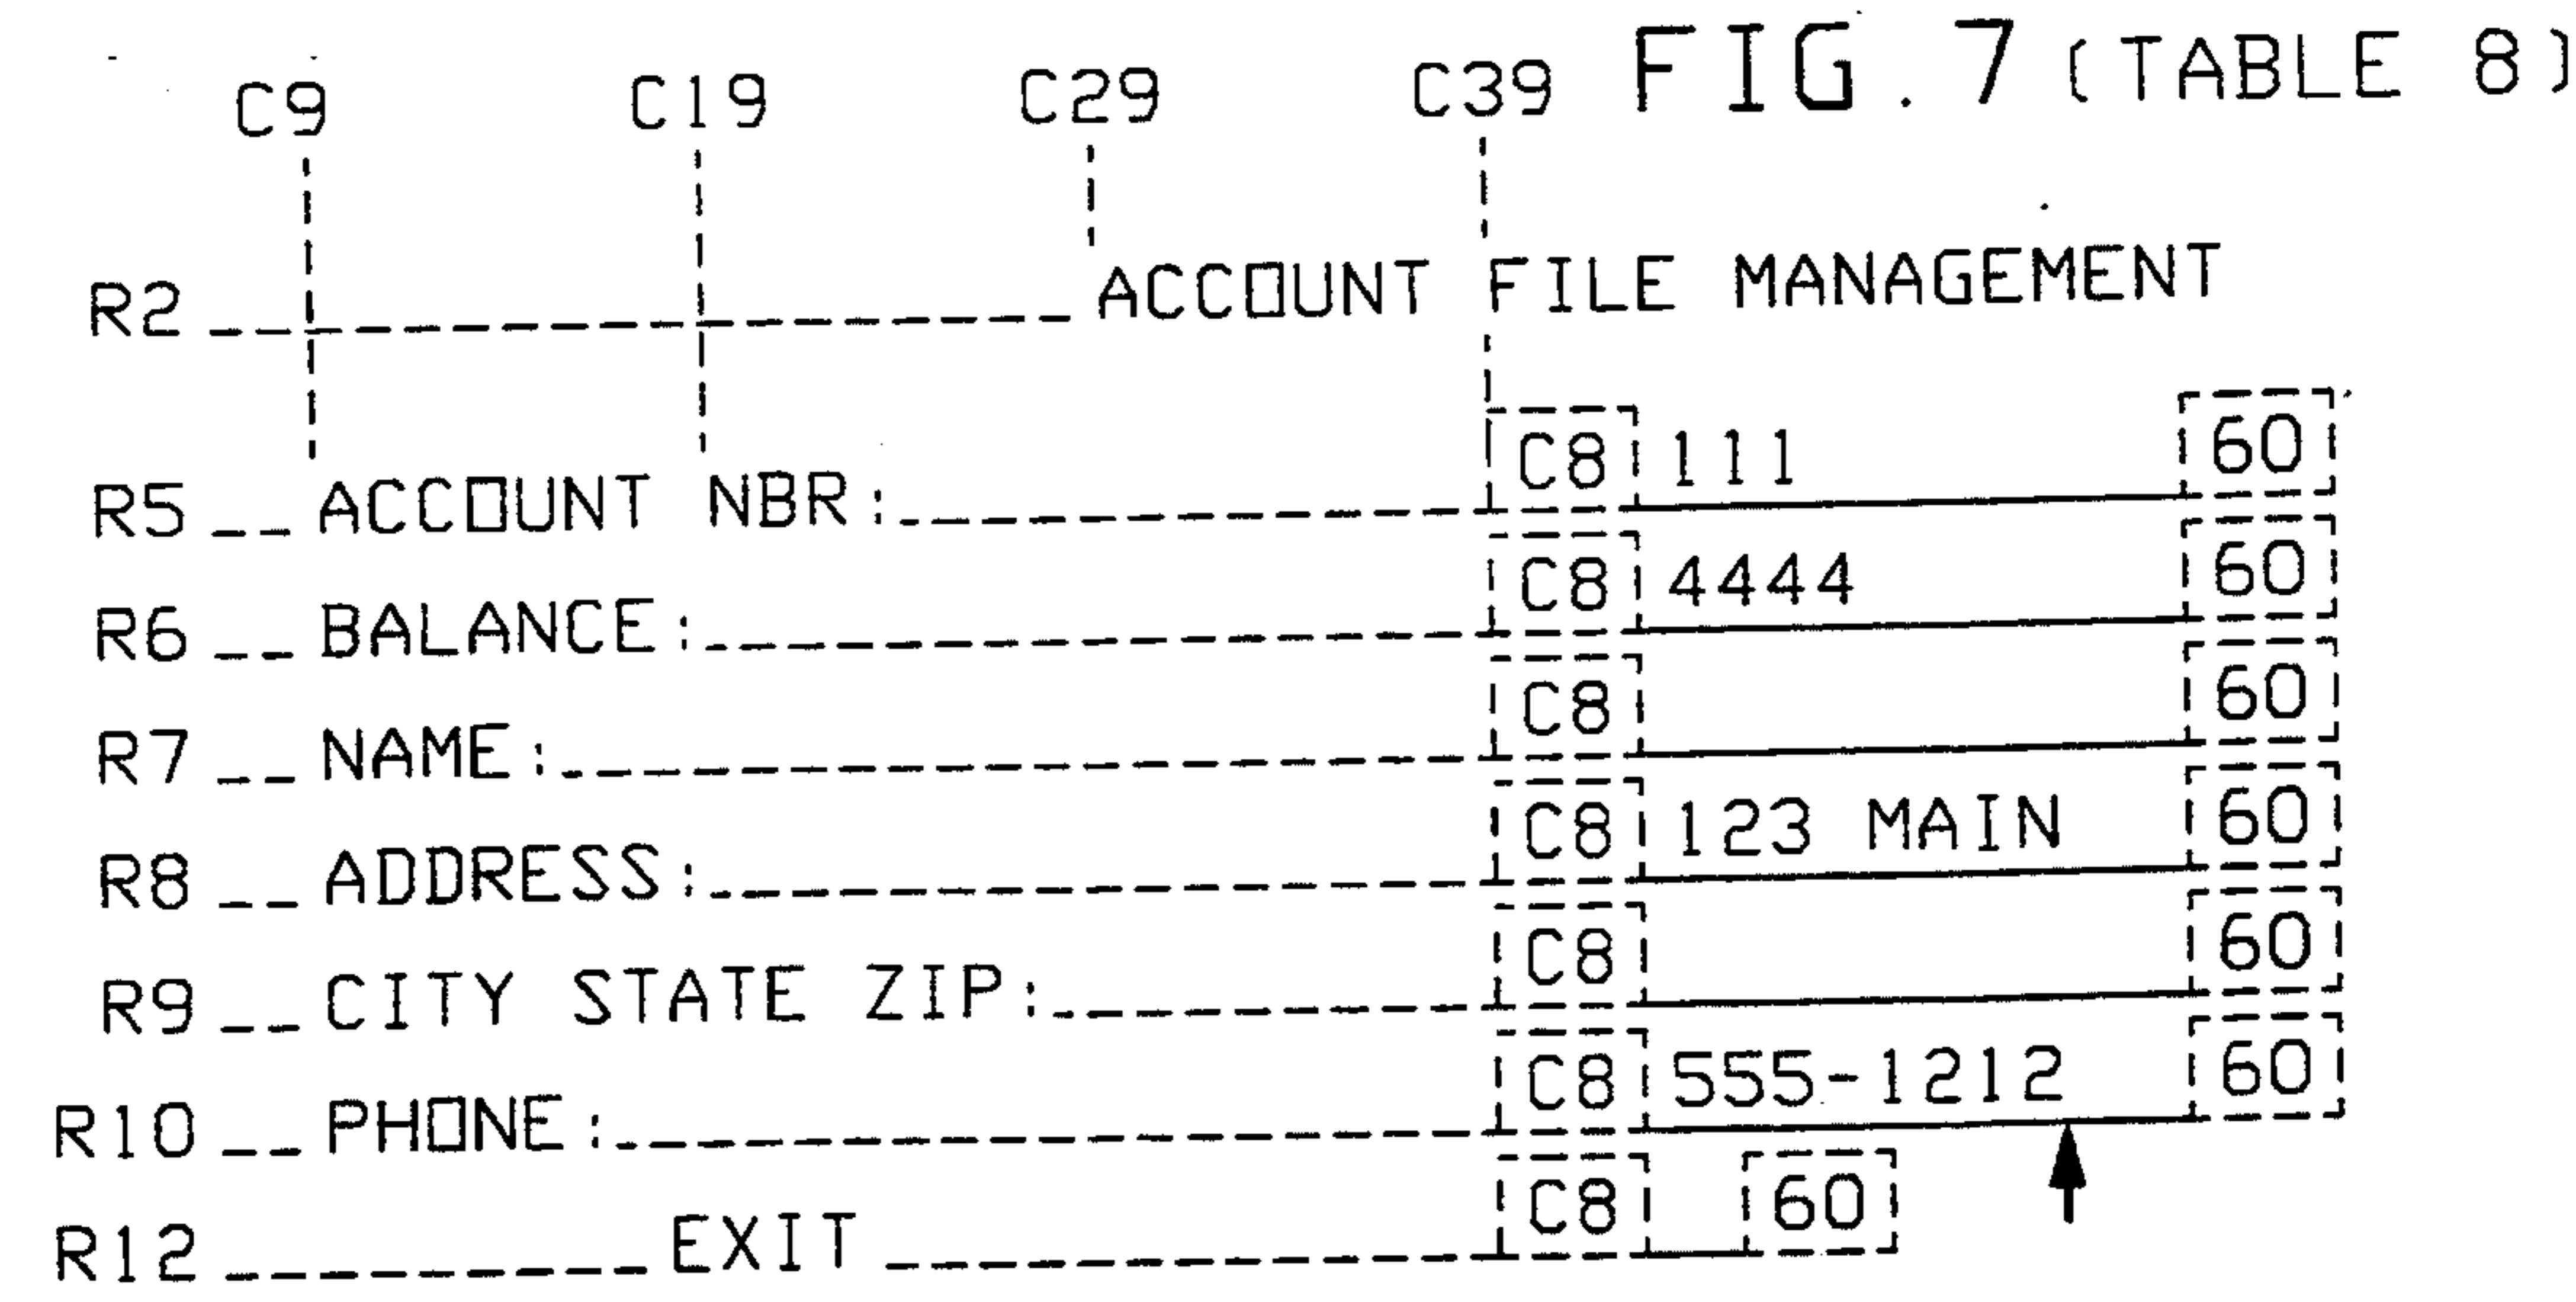 FIG. 7 (TABLE 8)
C9 C19 C29 C39
R2 ACCOUNT FILE MANAGEMENT
R5 ACCOUNT NBR: C8 111 60
R6 BALANCE: C8 4444 60
R7 NAME: C8 60
R8 ADDRESS: C8 123 MAIN 60
R9 CITY STATE ZIP: C8 60
R10 PHONE: C8 555-1212 60
R12 EXIT C8 60